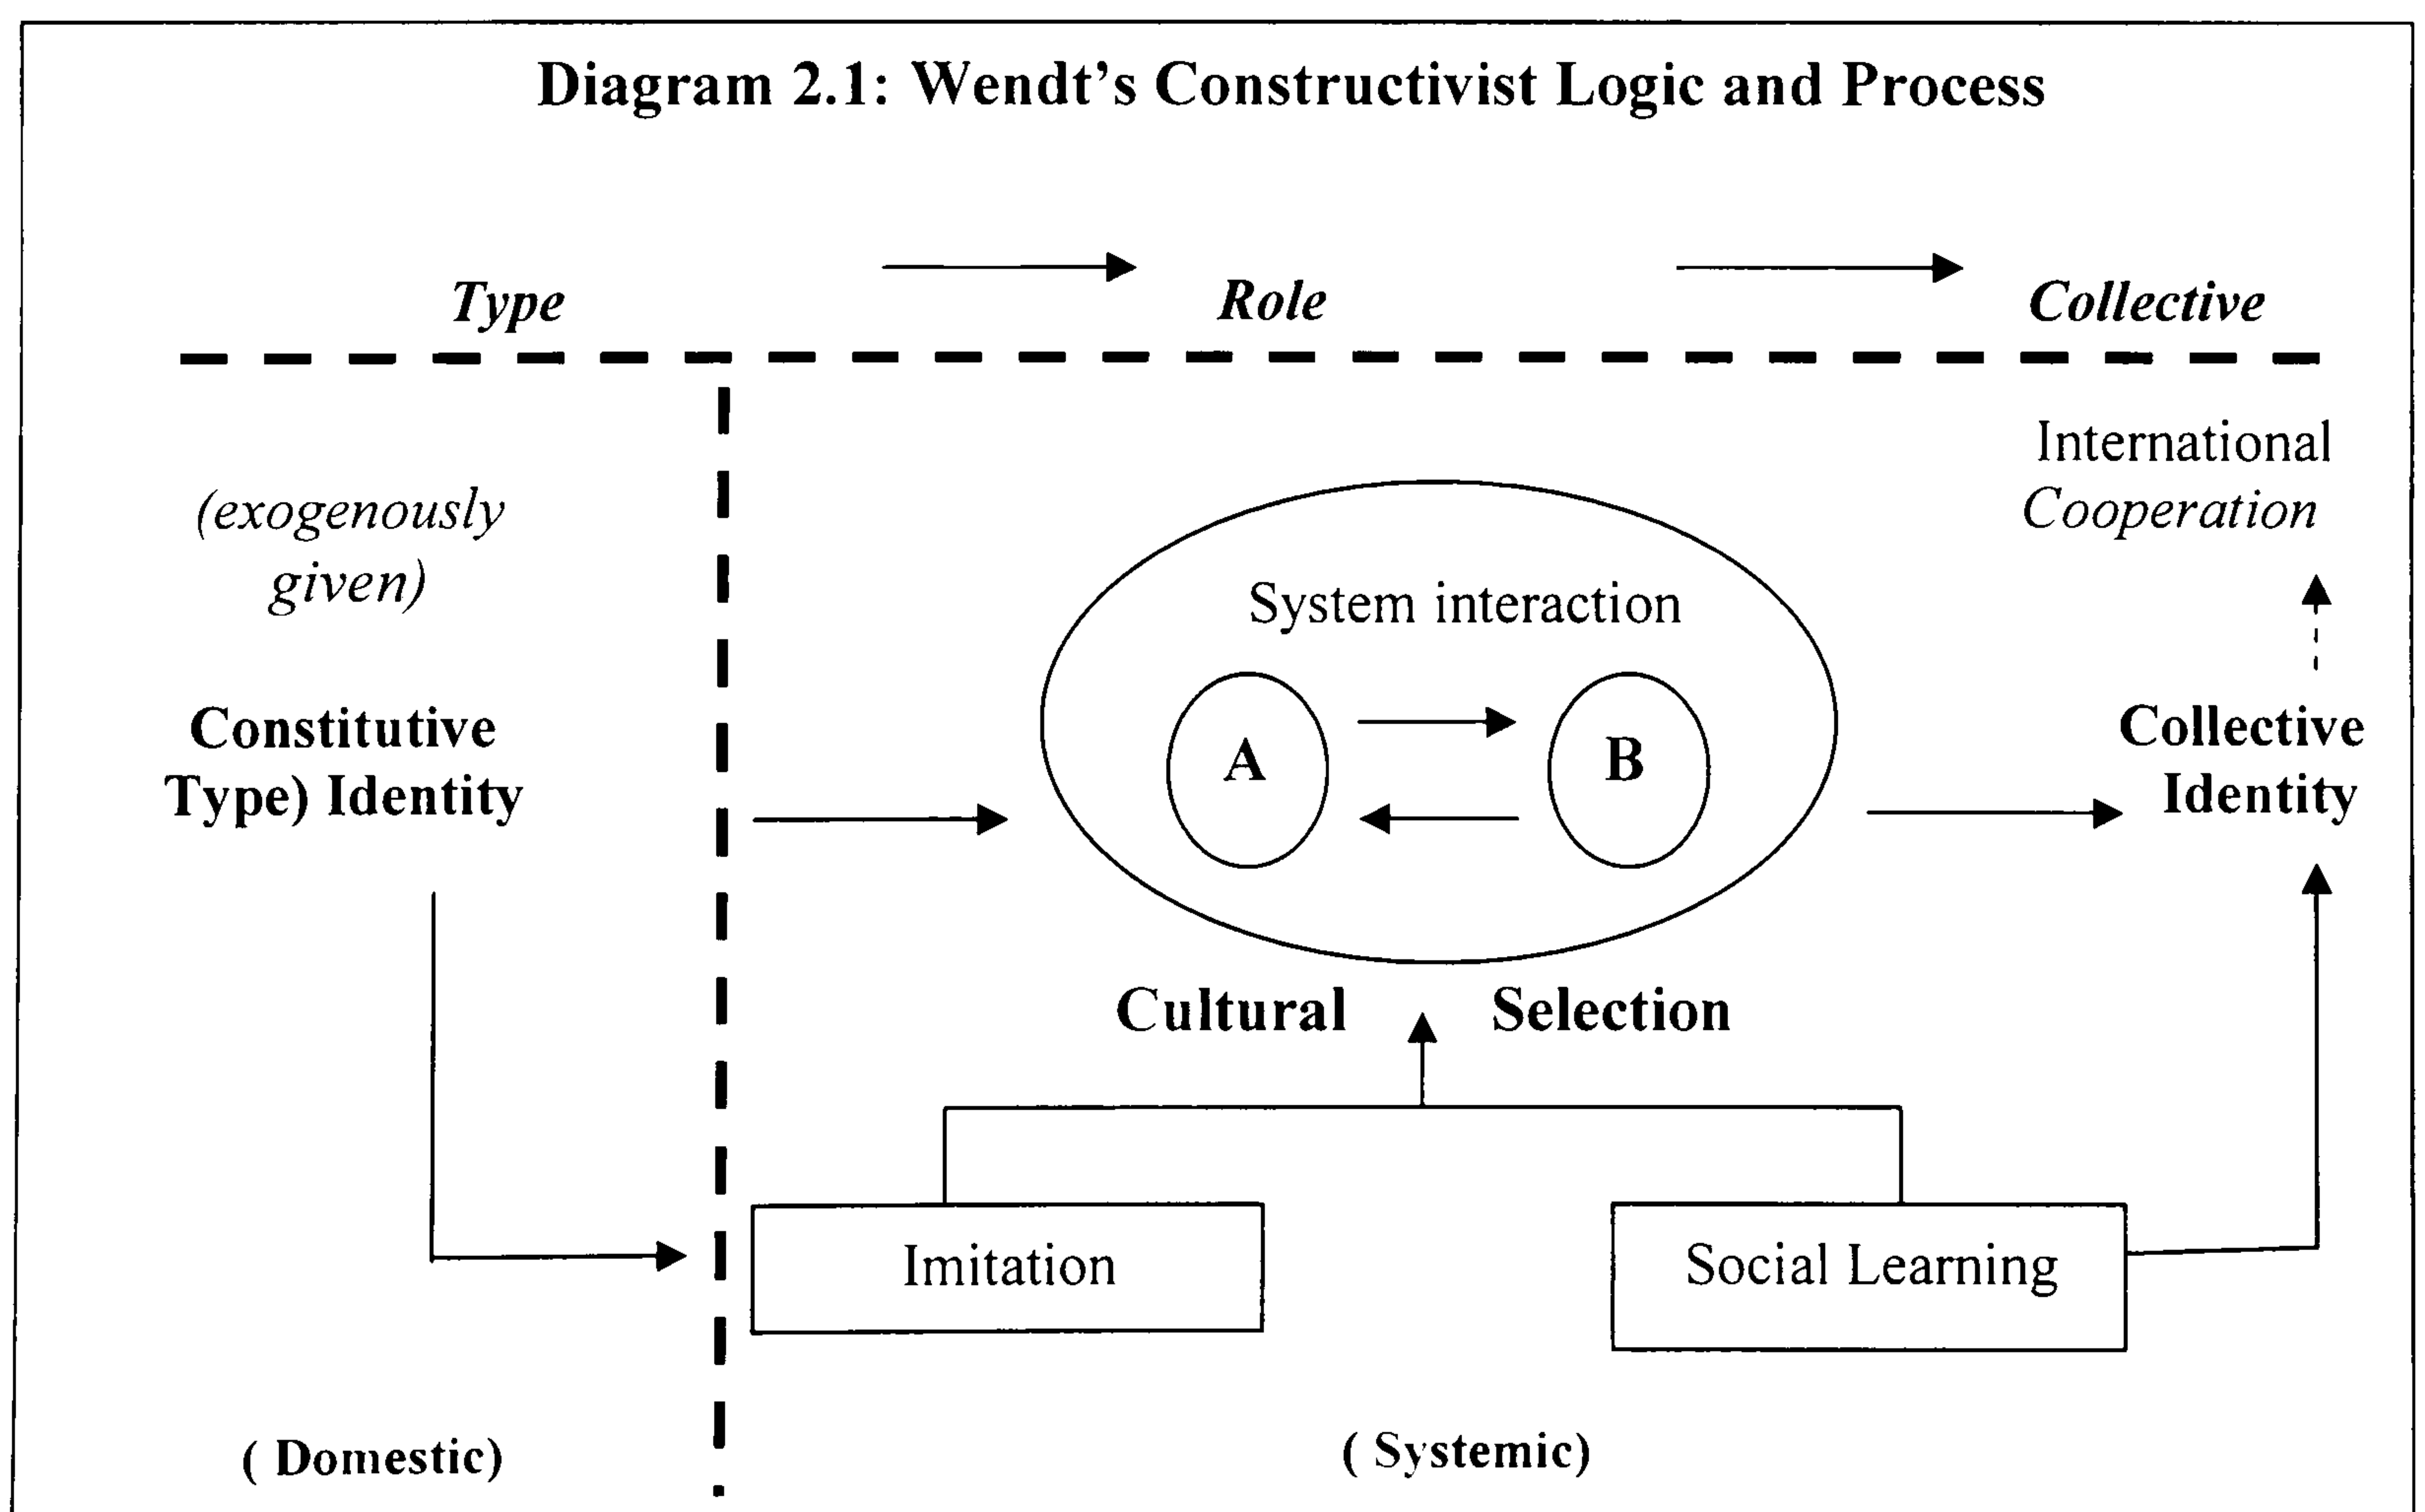 Diagram 2.1: Wendt's Constructivist Logic and Process
Type
Role
Collective
(exogenously
given)
Constitutive
Type) Identity
System interaction
A
B
International
Cooperation
Collective
Identity
Cultural Selection
Imitation
Social Learning
( Domestic)
( Systemic)